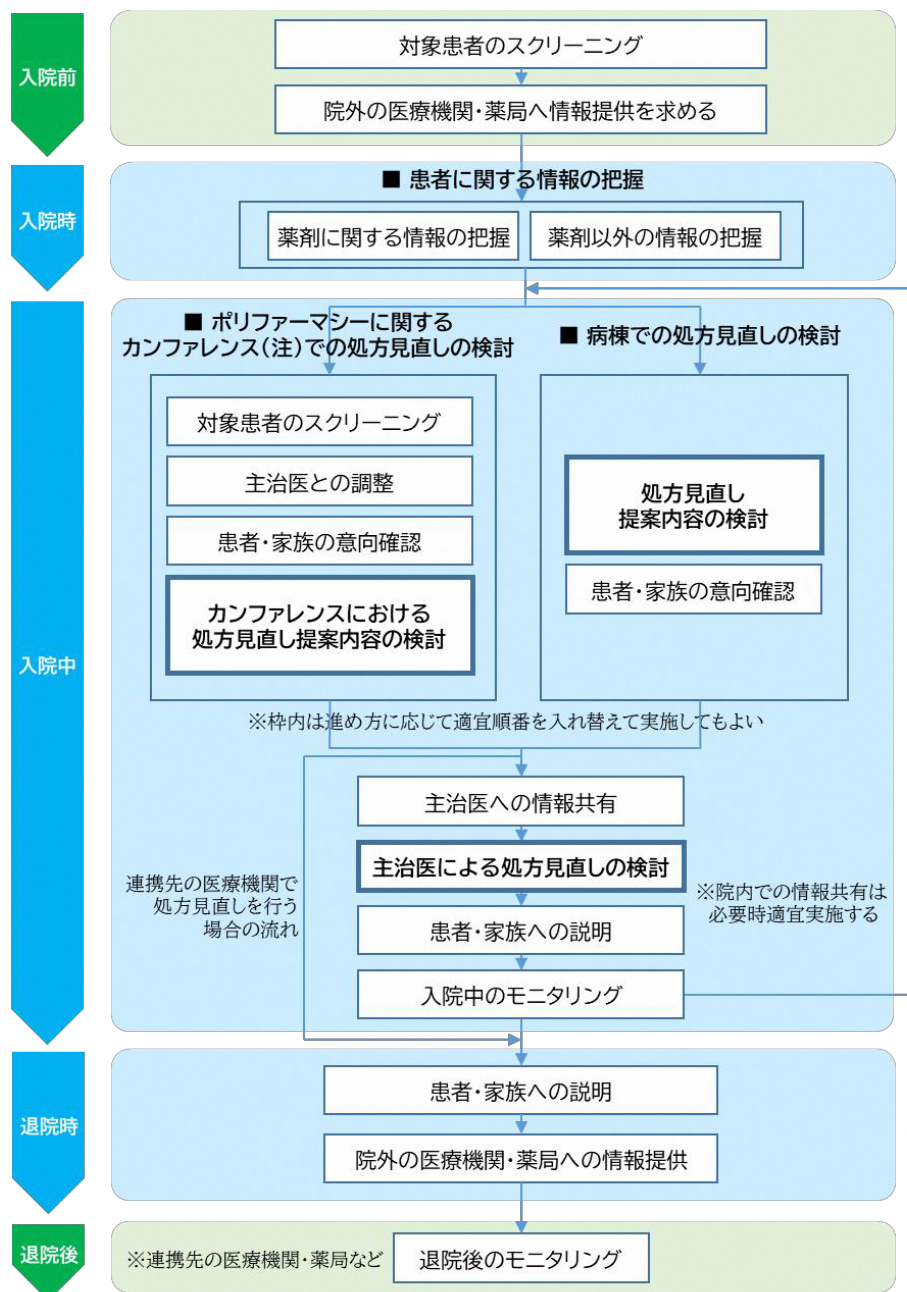 入院前
対象患者のスクリーニング
院外の医療機関・薬局へ情報提供を求める
入院時
■ 患者に関する情報の把握
薬剤に関する情報の把握
薬剤以外の情報の把握
入院中
■ ポリファーマシーに関する
カンファレンス(注)での処方見直しの検討
対象患者のスクリーニング
主治医との調整
患者・家族の意向確認
カンファレンスにおける
処方見直し提案内容の検討
■ 病棟での処方見直しの検討
処方見直し
提案内容の検討
患者・家族の意向確認
※枠内は進め方に応じて適宜順番を入れ替えて実施してもよい
主治医への情報共有
主治医による処方見直しの検討
患者・家族への説明
入院中のモニタリング
連携先の医療機関で
処方見直しを行う
場合の流れ
※院内での情報共有は
必要時適宜実施する
退院時
患者・家族への説明
院外の医療機関・薬局への情報提供
退院後
※連携先の医療機関・薬局など
退院後のモニタリング